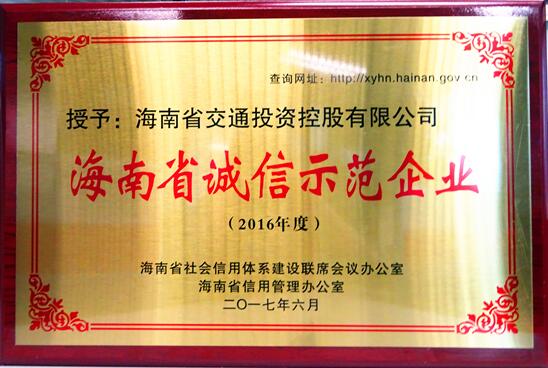 查询网址：http://xyhn.hainan.gov.cn
授予：海南省交通投资控股有限公司
海南省诚信示范企业
（2016年度）
海南省社会信用体系建设联席会议办公室
海南省信用管理办公室
二〇一七年六月